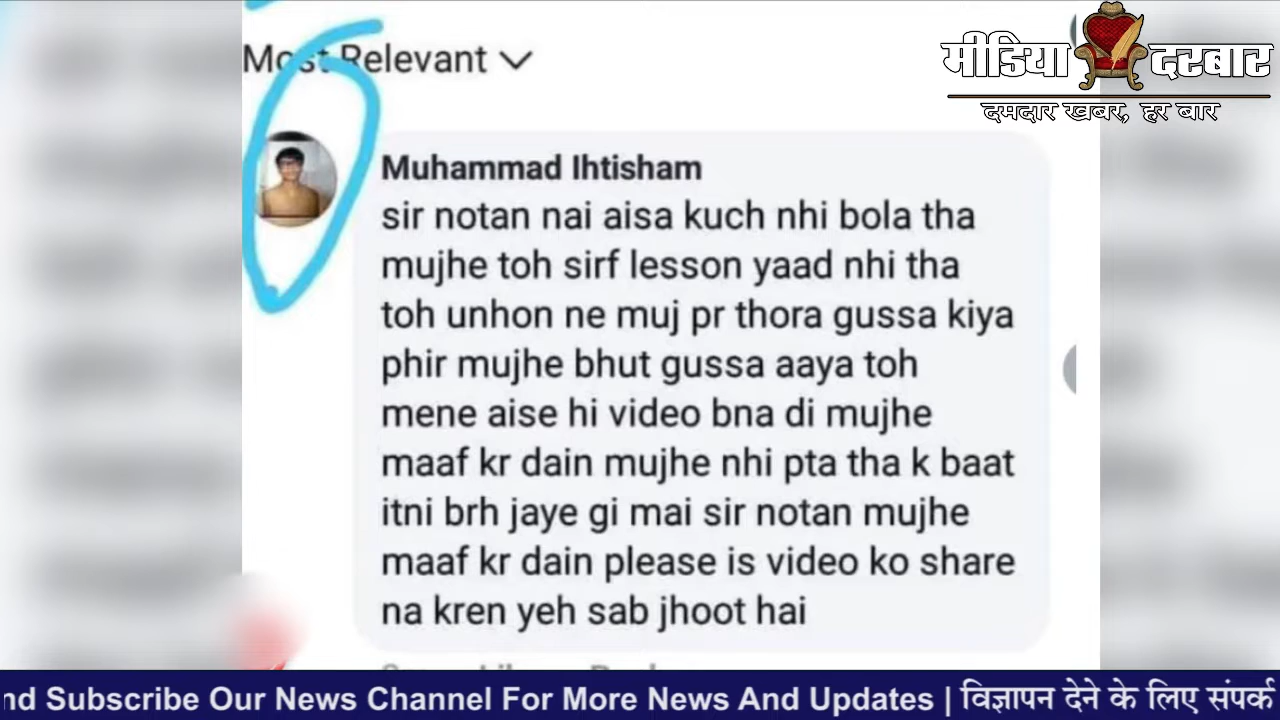 Most Relevant
मीडिया दरबार
दमदार खबर, हर बार
Muhammad Ihtisham
sir notan nai aisa kuch nhi bola tha
mujhe toh sirf lesson yaad nhi tha
toh unhon ne muj pr thora gussa kiya
phir mujhe bhut gussa aaya toh
mene aise hi video bna di mujhe
maaf kr dain mujhe nhi pta tha k baat
itni brh jaye gi mai sir notan mujhe
maaf kr dain please is video ko share
na kren yeh sab jhoot hai
Subscribe Our News Channel For More News And Updates | विज्ञापन देने के लिए संपर्क